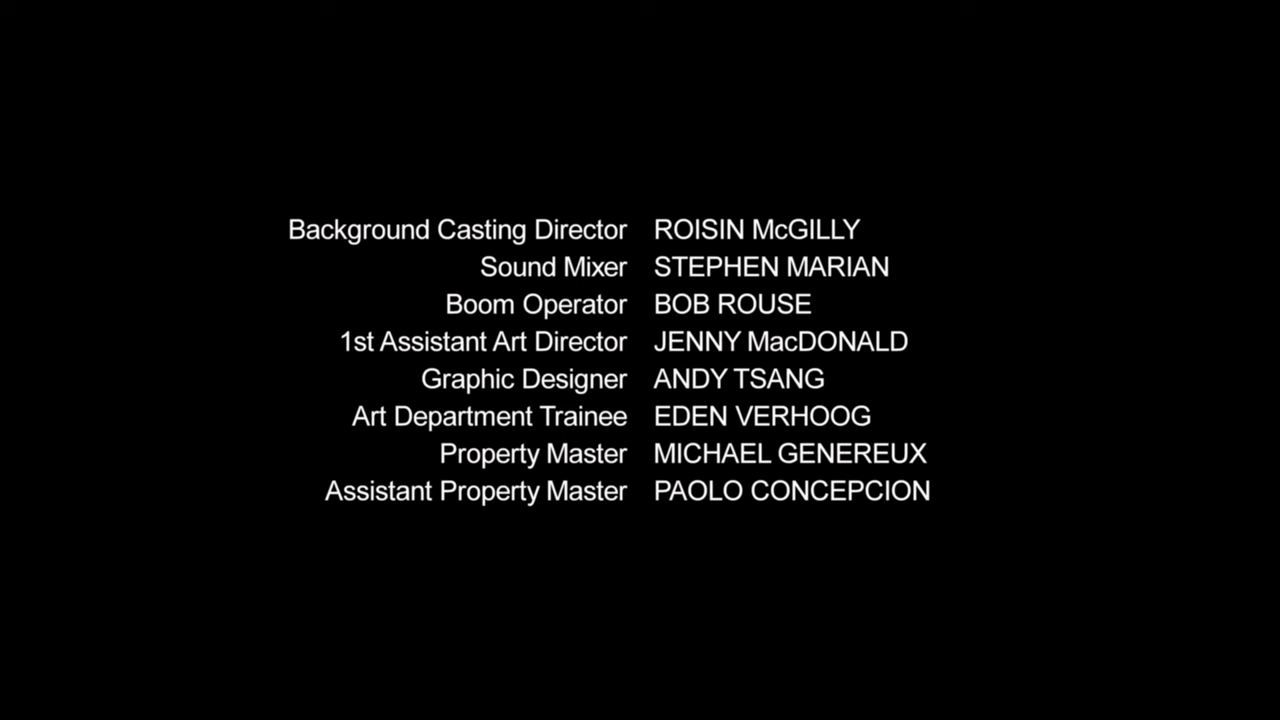 Background Casting Director ROISIN McGILLY
Sound Mixer STEPHEN MARIAN
Boom Operator BOB ROUSE
1st Assistant Art Director JENNY MacDONALD
Graphic Designer ANDY TSANG
Art Department Trainee EDEN VERHOOG
Property Master MICHAEL GENEREUX
Assistant Property Master PAOLO CONCEPCION